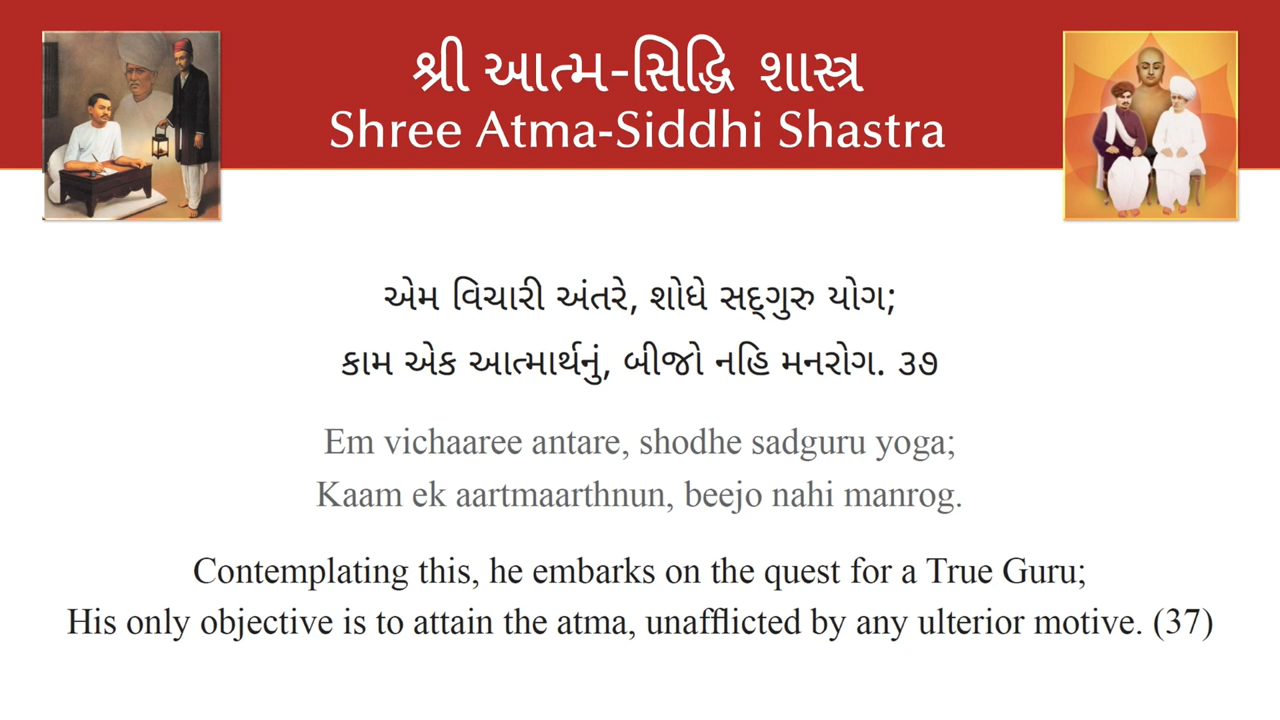 શ્રી આત્મ-સિદ્ધિ શાસ્ત્ર
Shree Atma-Siddhi Shastra
એમ વિચારી અંતરે, શોધે સદ્‌ગુરુ યોગ;
કામ એક આત્માર્થનું, બીજો નહિ મનરોગ. ૩૭
Em vichaaree antare, shodhe sadguru yoga;
Kaam ek aartmaarthnun, beejo nahi manrog.
Contemplating this, he embarks on the quest for a True Guru;
His only objective is to attain the atma, unafflicted by any ulterior motive. (37)